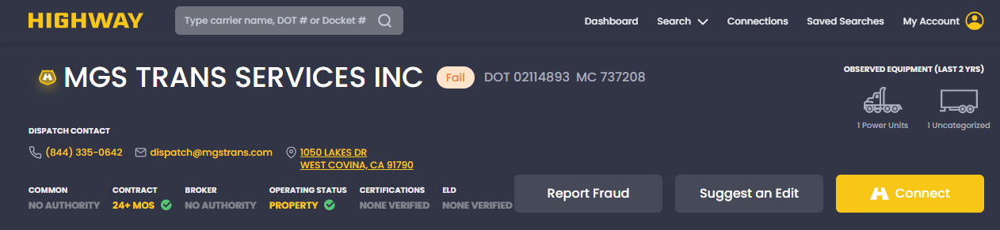 HIGHWAY
Type carrier name, DOT # or Docket #
Dashboard Search Connections Saved Searches My Account
MGS TRANS SERVICES INC Fail DOT 02114893 MC 737208
OBSERVED EQUIPMENT (LAST 2 YRS)
1 Power Units 1 Uncategorized
DISPATCH CONTACT
(844) 335-0642 dispatch@mgstrans.com 1050 LAKES DR
WEST COVINA, CA 91790
COMMON CONTRACT BROKER OPERATING STATUS CERTIFICATIONS ELD
NO AUTHORITY 24+ MOS NO AUTHORITY PROPERTY NONE VERIFIED NONE VERIFIED
Report Fraud Suggest an Edit Connect